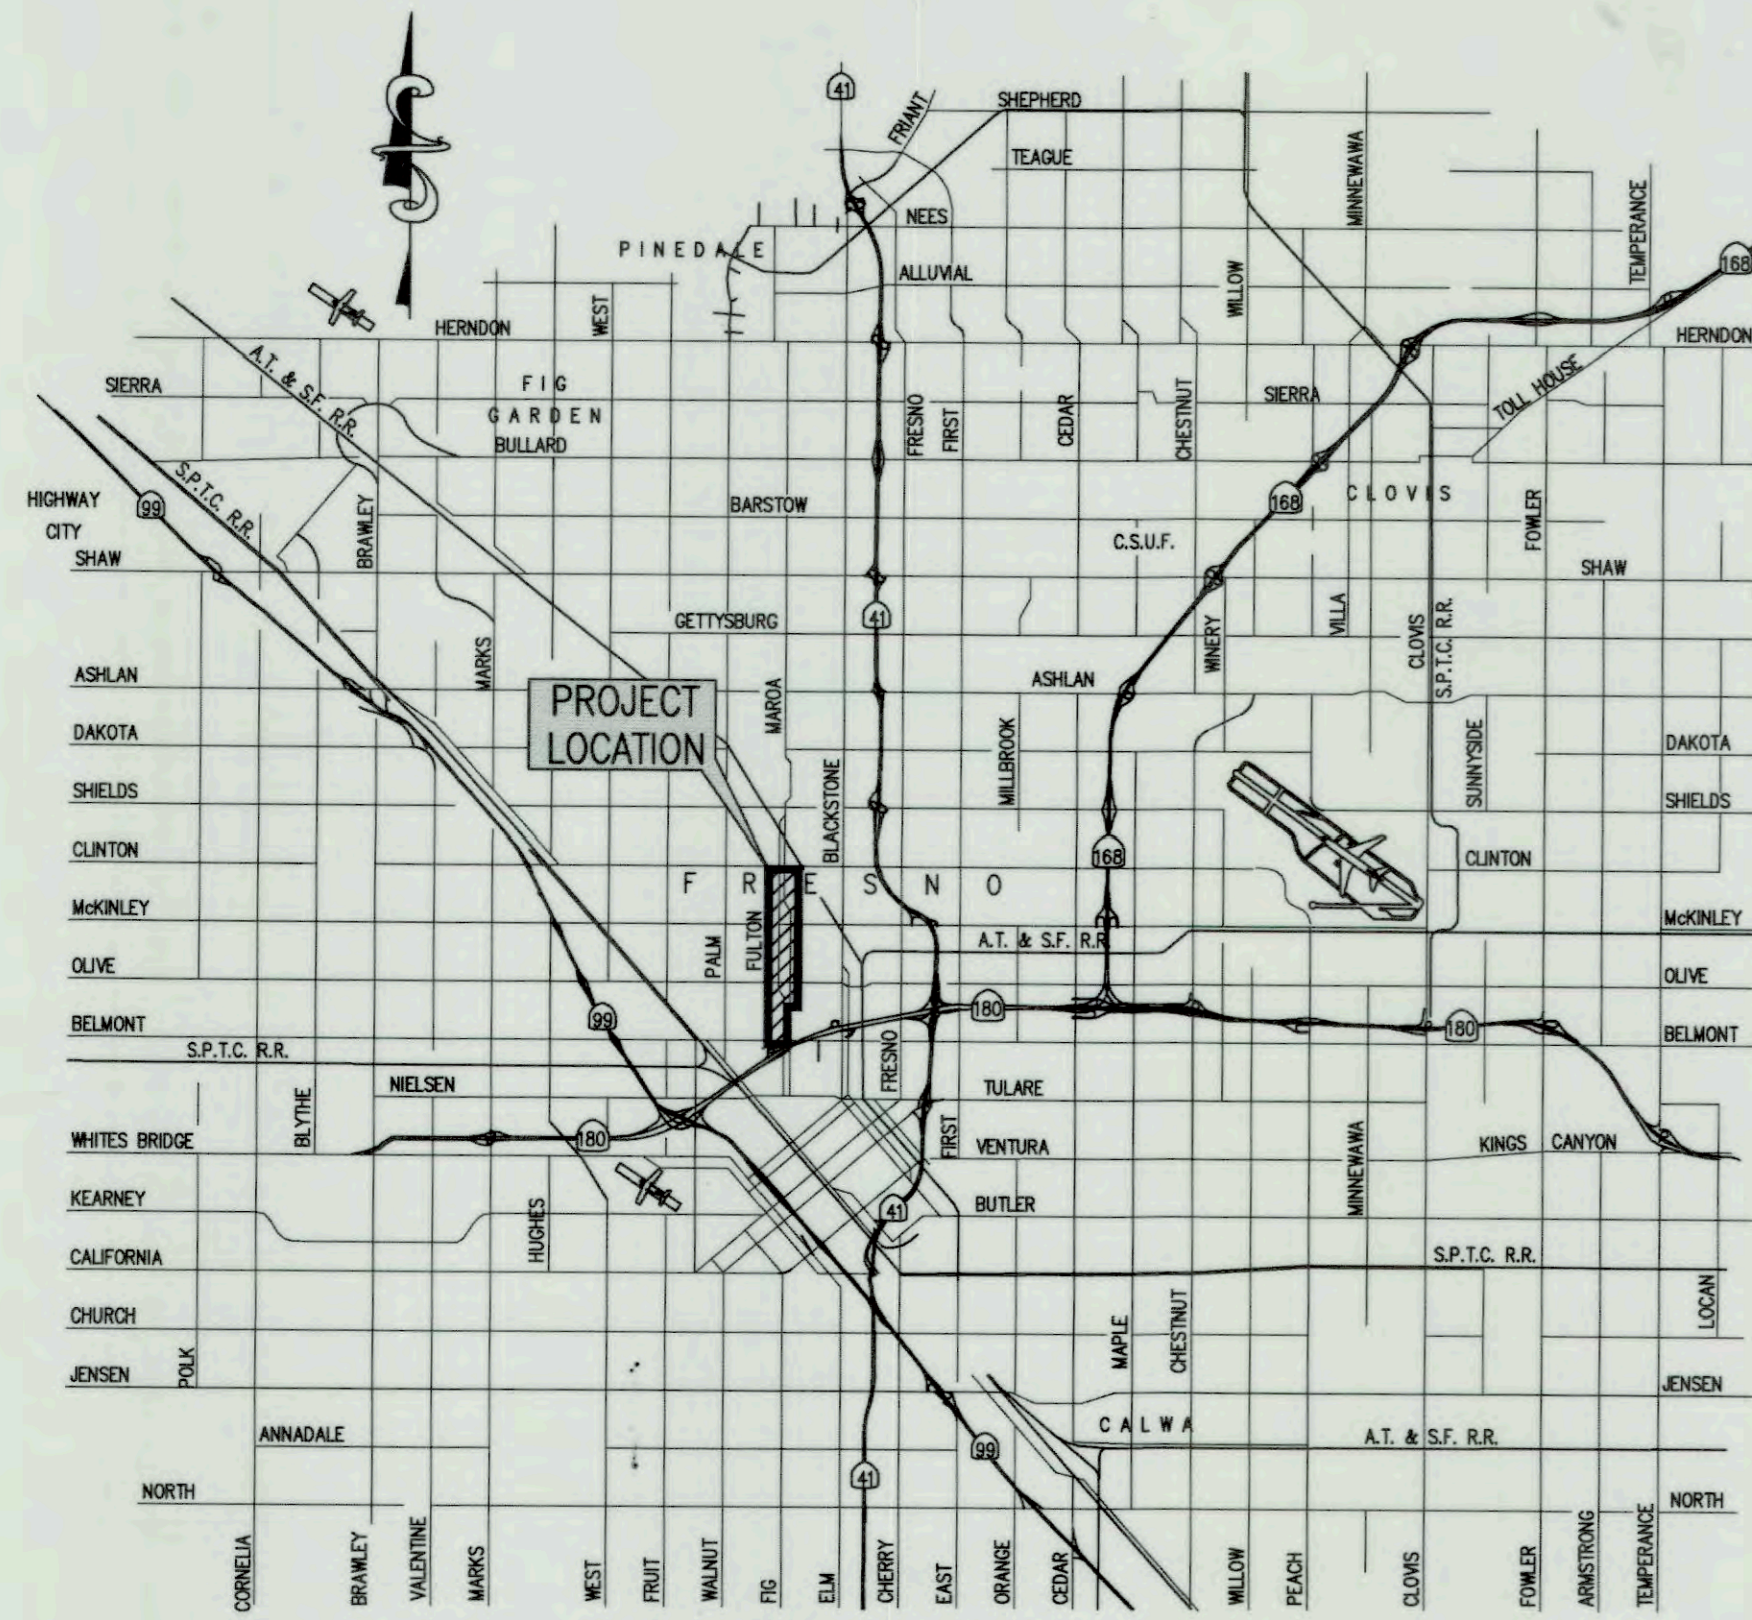 41
FRIANT
SHEPHERD
TEAGUE
MINNEWAWA
NEES
TEMPERANCE
PINEDALE
ALLUVIAL
WILLOW
168
WEST
HERNDON
HERNDON
A.T. & S.F. R.R.
SIERRA
FIG
GARDEN
BULLARD
FRESNO
FIRST
CEDAR
CHESTNUT
SIERRA
TOLL HOUSE
S.P.T.C. R.R.
HIGHWAY
CITY
99
BRAWLEY
BARSTOW
168
CLOVIS
FOWLER
C.S.U.F.
SHAW
SHAW
41
GETTYSBURG
MARKS
WINERY
VILLA
CLOVIS
S.P.T.C. R.R.
ASHLAN
ASHLAN
PROJECT
LOCATION
MAROA
DAKOTA
DAKOTA
MILLBROOK
SUNNYSIDE
BLACKSTONE
SHIELDS
SHIELDS
CLINTON
168
CLINTON
FRESNO
McKINLEY
McKINLEY
PALM
FULTON
A.T. & S.F. R.R.
OLIVE
OLIVE
99
180
180
BELMONT
BELMONT
S.P.T.C. R.R.
FRESNO
NIELSEN
TULARE
BLYTHE
WHITES BRIDGE
180
FIRST
VENTURA
MINNEWAWA
KINGS CANYON
KEARNEY
HUGHES
41
BUTLER
CALIFORNIA
S.P.T.C. R.R.
CHURCH
MAPLE
CHESTNUT
LOCAN
JENSEN
POLK
JENSEN
ANNADALE
CALWA
99
A.T. & S.F. R.R.
41
NORTH
NORTH
CORNELIA
BRAWLEY
VALENTINE
MARKS
WEST
FRUIT
WALNUT
FIG
ELM
CHERRY
EAST
ORANGE
CEDAR
WILLOW
PEACH
CLOVIS
FOWLER
ARMSTRONG
TEMPERANCE